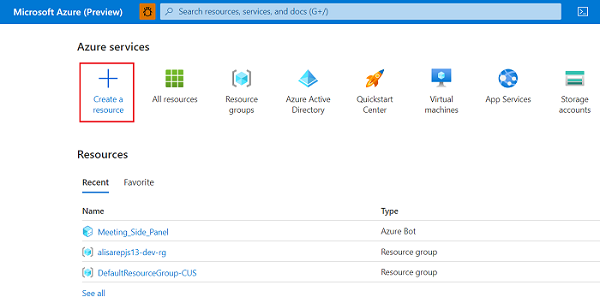 Microsoft Azure (Preview)
Search resources, services, and docs (G+/)
Azure services
Create a resource
All resources
Resource groups
Azure Active Directory
Quickstart Center
Virtual machines
App Services
Storage accounts
Resources
Recent Favorite
Name Type
Meeting_Side_Panel Azure Bot
alisarepjs13-dev-rg Resource group
DefaultResourceGroup-CUS Resource group
See all